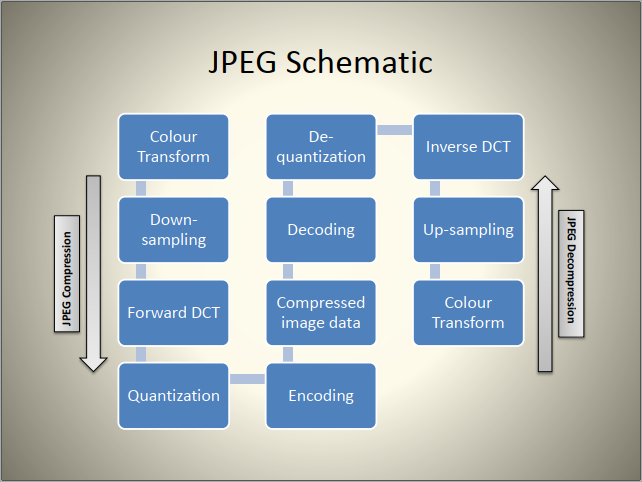 JPEG Schematic
Colour
Transform
Down-
sampling
Forward DCT
Quantization
De-
quantization
Decoding
Compressed
image data
Encoding
Inverse DCT
Up-sampling
Colour
Transform
JPEG Compression
JPEG Decompression